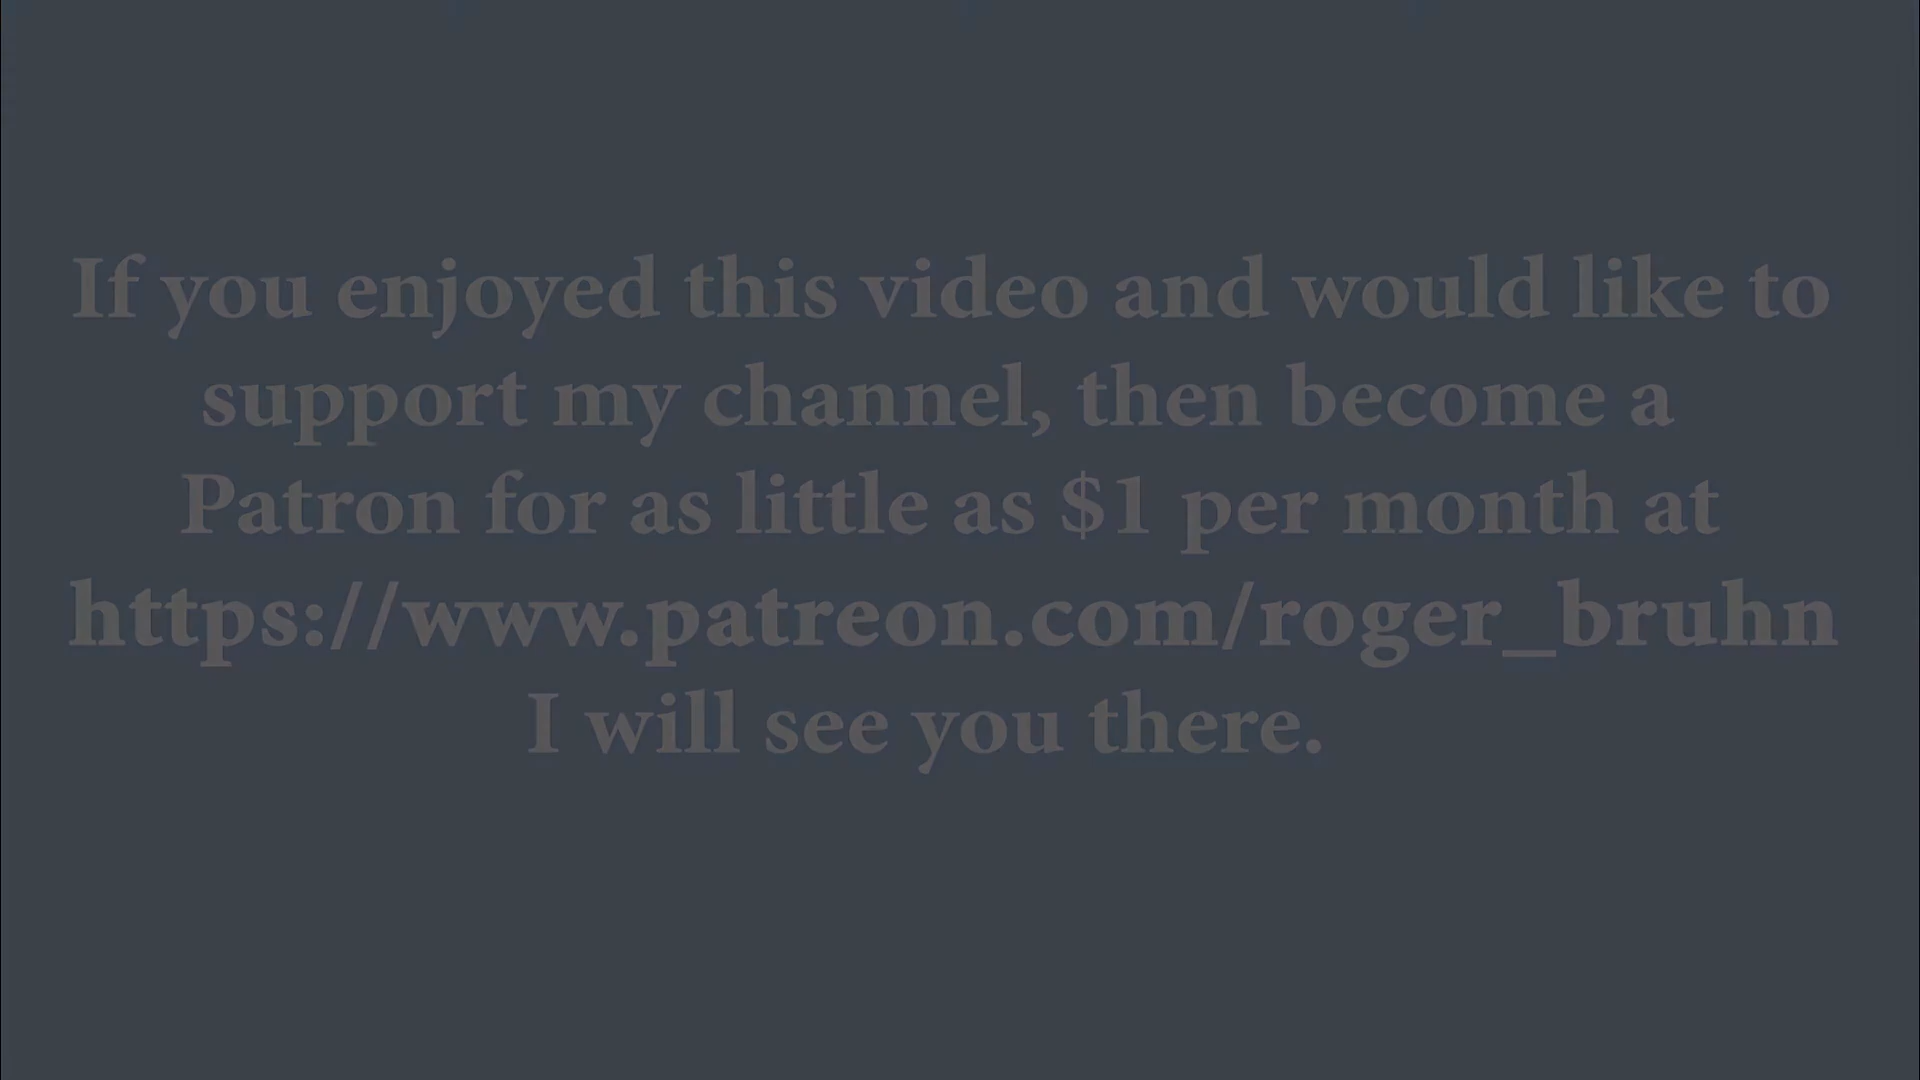 If you enjoyed this video and would like to
support my channel, then become a
Patron for as little as $1 per month at
https://www.patreon.com/roger_bruhn
I will see you there.